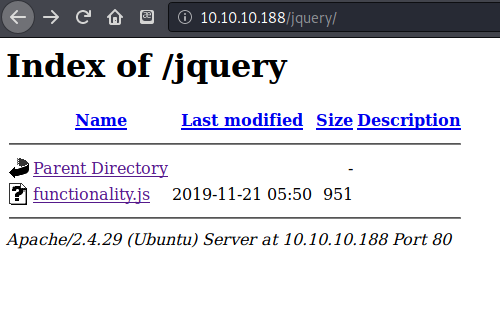 10.10.10.188/jquery/
Index of /jquery
Name Last modified Size Description
Parent Directory -
functionality.js 2019-11-21 05:50 951
Apache/2.4.29 (Ubuntu) Server at 10.10.10.188 Port 80